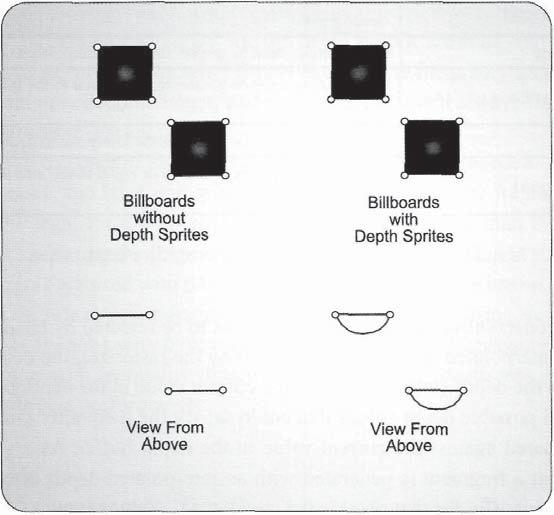 Billboards
without
Depth Sprites
Billboards
with
Depth Sprites
View From
Above
View From
Above